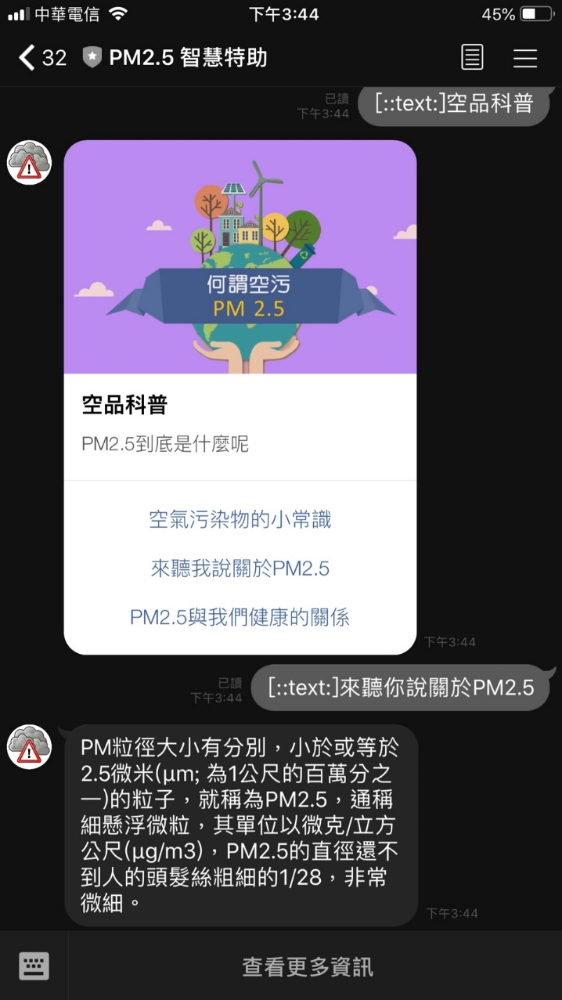 中華電信
下午3:44
45%
32
PM2.5 智慧特助
已讀
下午3:44
[::text:]空品科普
何謂空污
PM 2.5
空品科普
PM2.5到底是什麼呢
空氣污染物的小常識
來聽我說關於PM2.5
PM2.5與我們健康的關係
下午3:44
已讀
下午3:44
[::text:]來聽你說關於PM2.5
PM粒徑大小有分別，小於或等於
2.5微米(μm; 為1公尺的百萬分之
一)的粒子，就稱為PM2.5，通稱
細懸浮微粒，其單位以微克/立方
公尺(μg/m3)，PM2.5的直徑還不
到人的頭髮絲粗細的1/28，非常
微細。
下午3:44
查看更多資訊